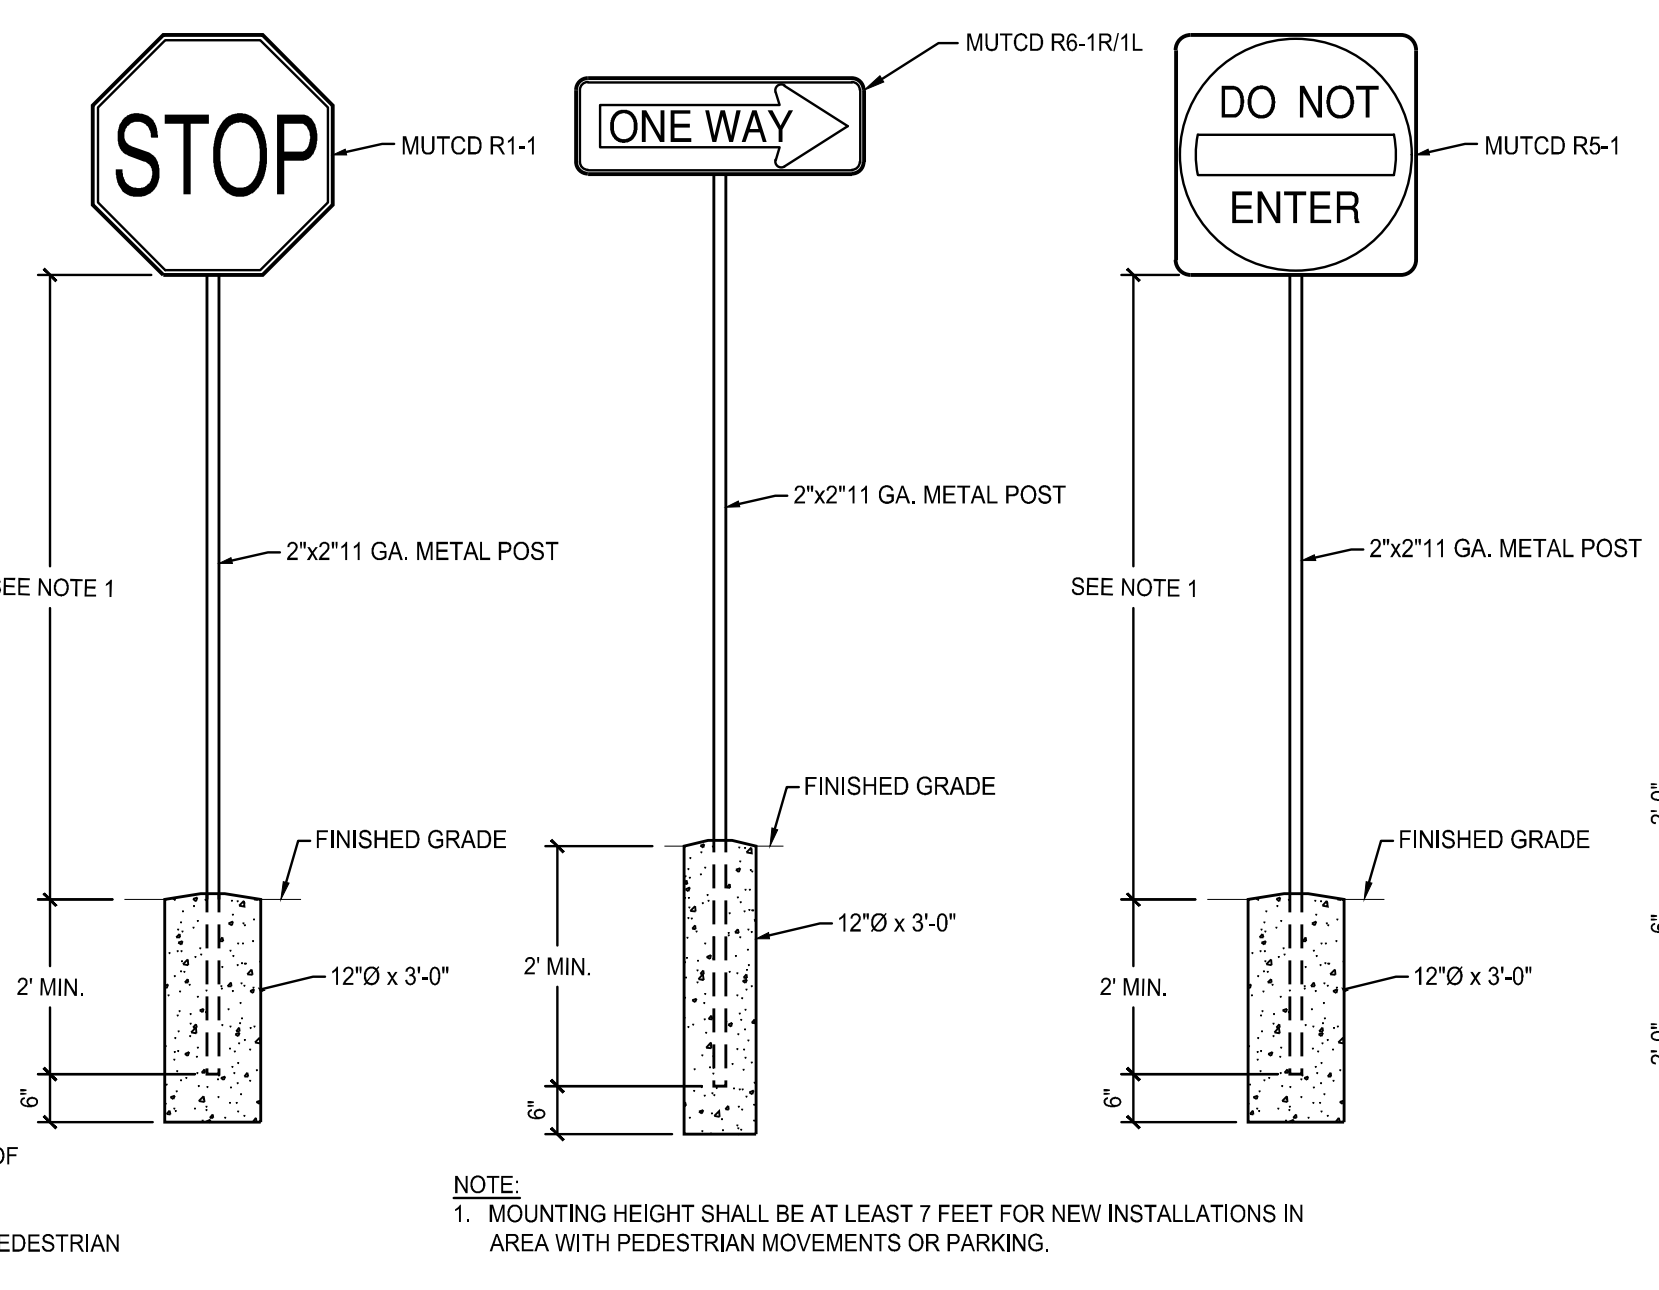 STOP
MUTCD R1-1
ONE WAY
MUTCD R6-1R/1L
DO NOT
ENTER
MUTCD R5-1
2"x2"11 GA. METAL POST
NOTE 1
FINISHED GRADE
2' MIN.
12"Ø x 3'-0"
6"
2"x2"11 GA. METAL POST
FINISHED GRADE
2' MIN.
12"Ø x 3'-0"
6"
2"x2"11 GA. METAL POST
SEE NOTE 1
FINISHED GRADE
2' MIN.
12"Ø x 3'-0"
6"
OF
NOTE:
1. MOUNTING HEIGHT SHALL BE AT LEAST 7 FEET FOR NEW INSTALLATIONS IN
AREA WITH PEDESTRIAN MOVEMENTS OR PARKING.
EDESTRIAN